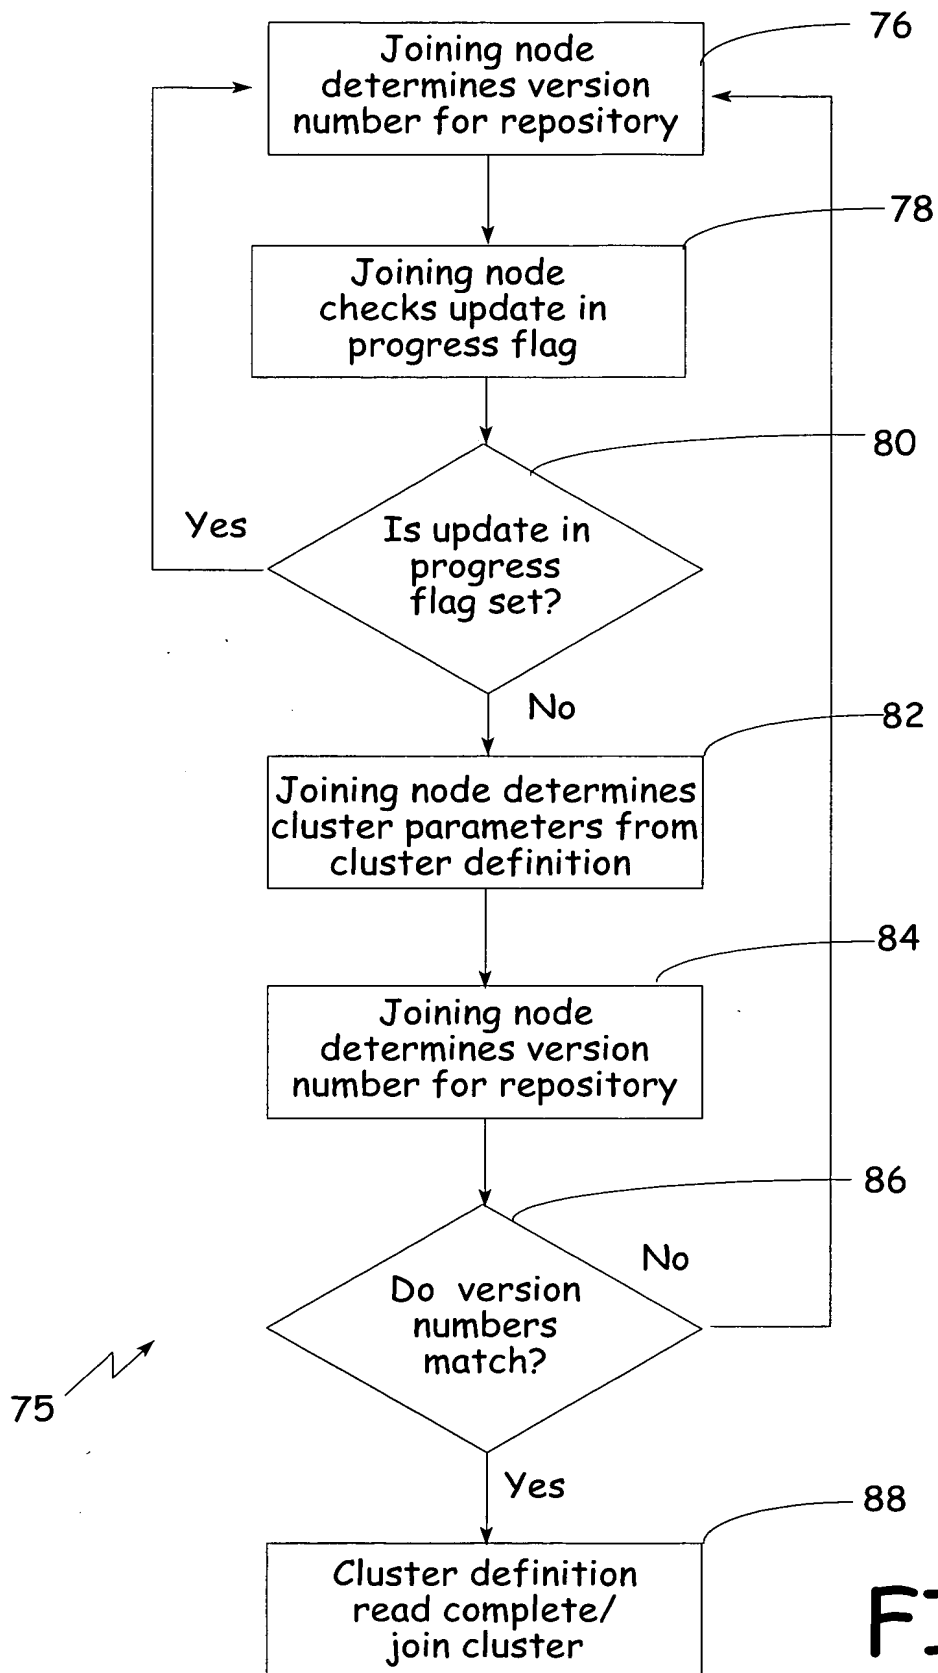 Joining node
determines version
number for repository
76
Joining node
checks update in
progress flag
78
Is update in
progress
flag set?
80
Yes
No
Joining node determines
cluster parameters from
cluster definition
82
Joining node
determines version
number for repository
84
Do version
numbers
match?
86
No
75
Yes
Cluster definition
read complete/
join cluster
88